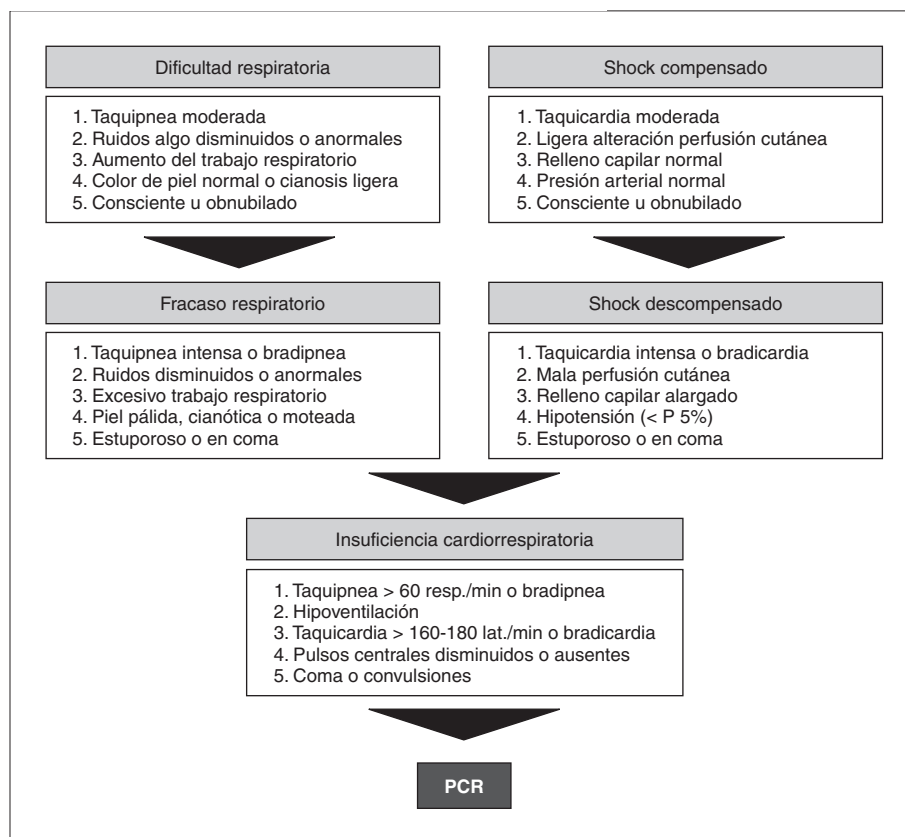 Dificultad respiratoria
1. Taquipnea moderada
2. Ruidos algo disminuidos o anormales
3. Aumento del trabajo respiratorio
4. Color de piel normal o cianosis ligera
5. Consciente u obnubilado
Shock compensado
1. Taquicardia moderada
2. Ligera alteración perfusión cutánea
3. Relleno capilar normal
4. Presión arterial normal
5. Consciente u obnubilado
Fracaso respiratorio
1. Taquipnea intensa o bradipnea
2. Ruidos disminuidos o anormales
3. Excesivo trabajo respiratorio
4. Piel pálida, cianótica o moteada
5. Estuporoso o en coma
Shock descompensado
1. Taquicardia intensa o bradicardia
2. Mala perfusión cutánea
3. Relleno capilar alargado
4. Hipotensión (< P 5%)
5. Estuporoso o en coma
Insuficiencia cardiorrespiratoria
1. Taquipnea > 60 resp./min o bradipnea
2. Hipoventilación
3. Taquicardia > 160-180 lat./min o bradicardia
4. Pulsos centrales disminuidos o ausentes
5. Coma o convulsiones
PCR